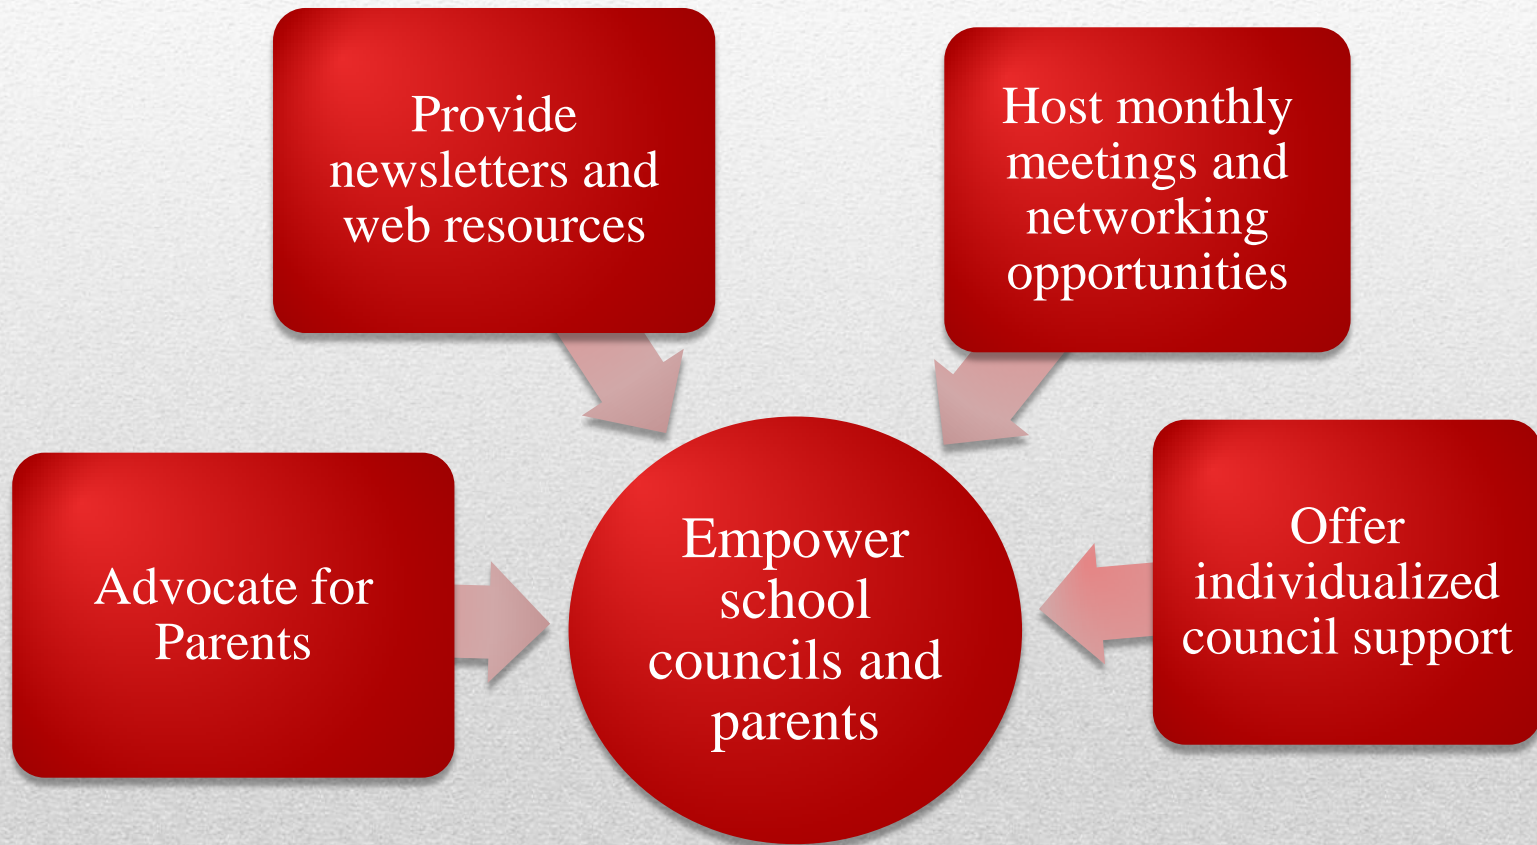 Provide
newsletters and
web resources
Host monthly
meetings and
networking
opportunities
Advocate for
Parents
Empower
school
councils and
parents
Offer
individualized
council support